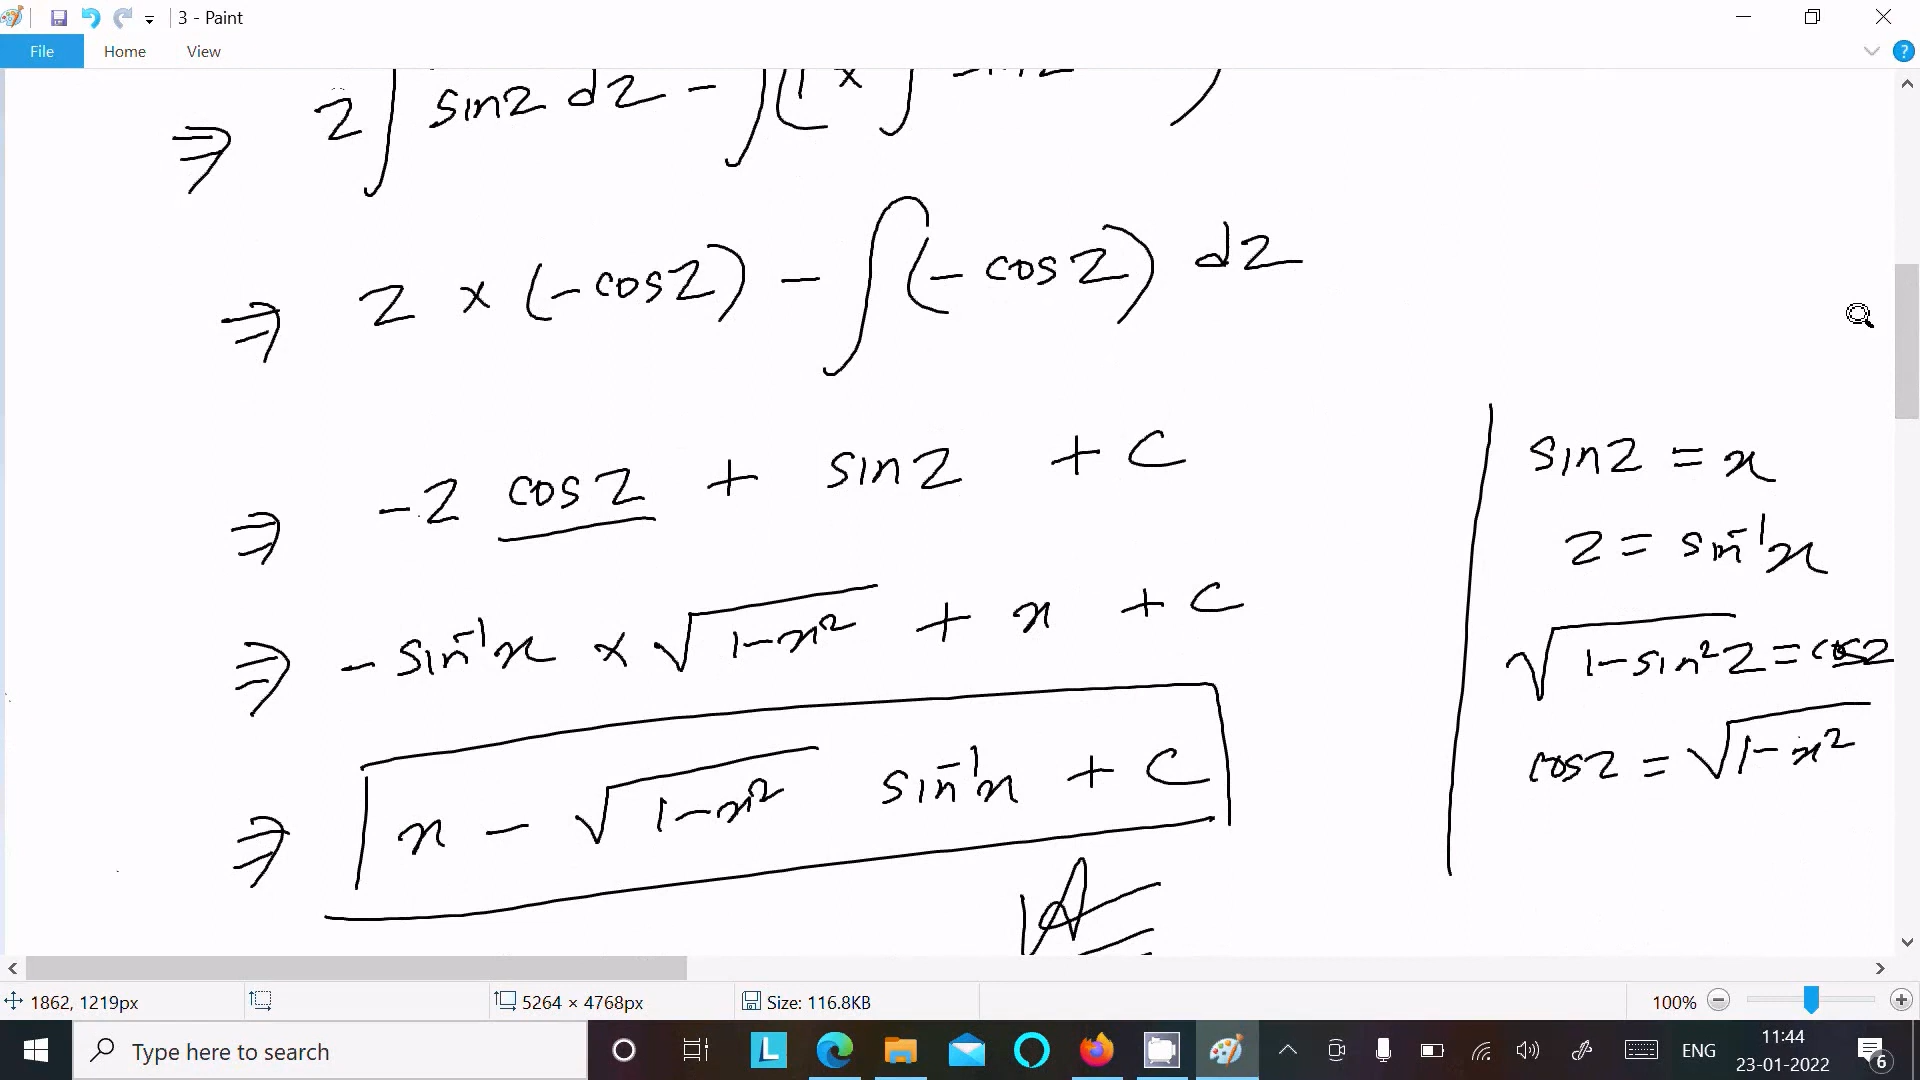 3 - Paint
File Home View
⇒ z∫ sinz dz - ∫(1 × ∫
⇒ z × (-cosz) - ∫(-cosz) dz
⇒ -z cosz + sinz + c
⇒ - sin⁻¹x × √1-x² + x + c
⇒ x - √1-x² sin⁻¹x + c
sinz = x
z = sin⁻¹x
√1-sin²z = cosz
cosz = √1-x²
1862, 1219px 5264 × 4768px Size: 116.8KB 100%
Type here to search
L
ENG
11:44
23-01-2022
6